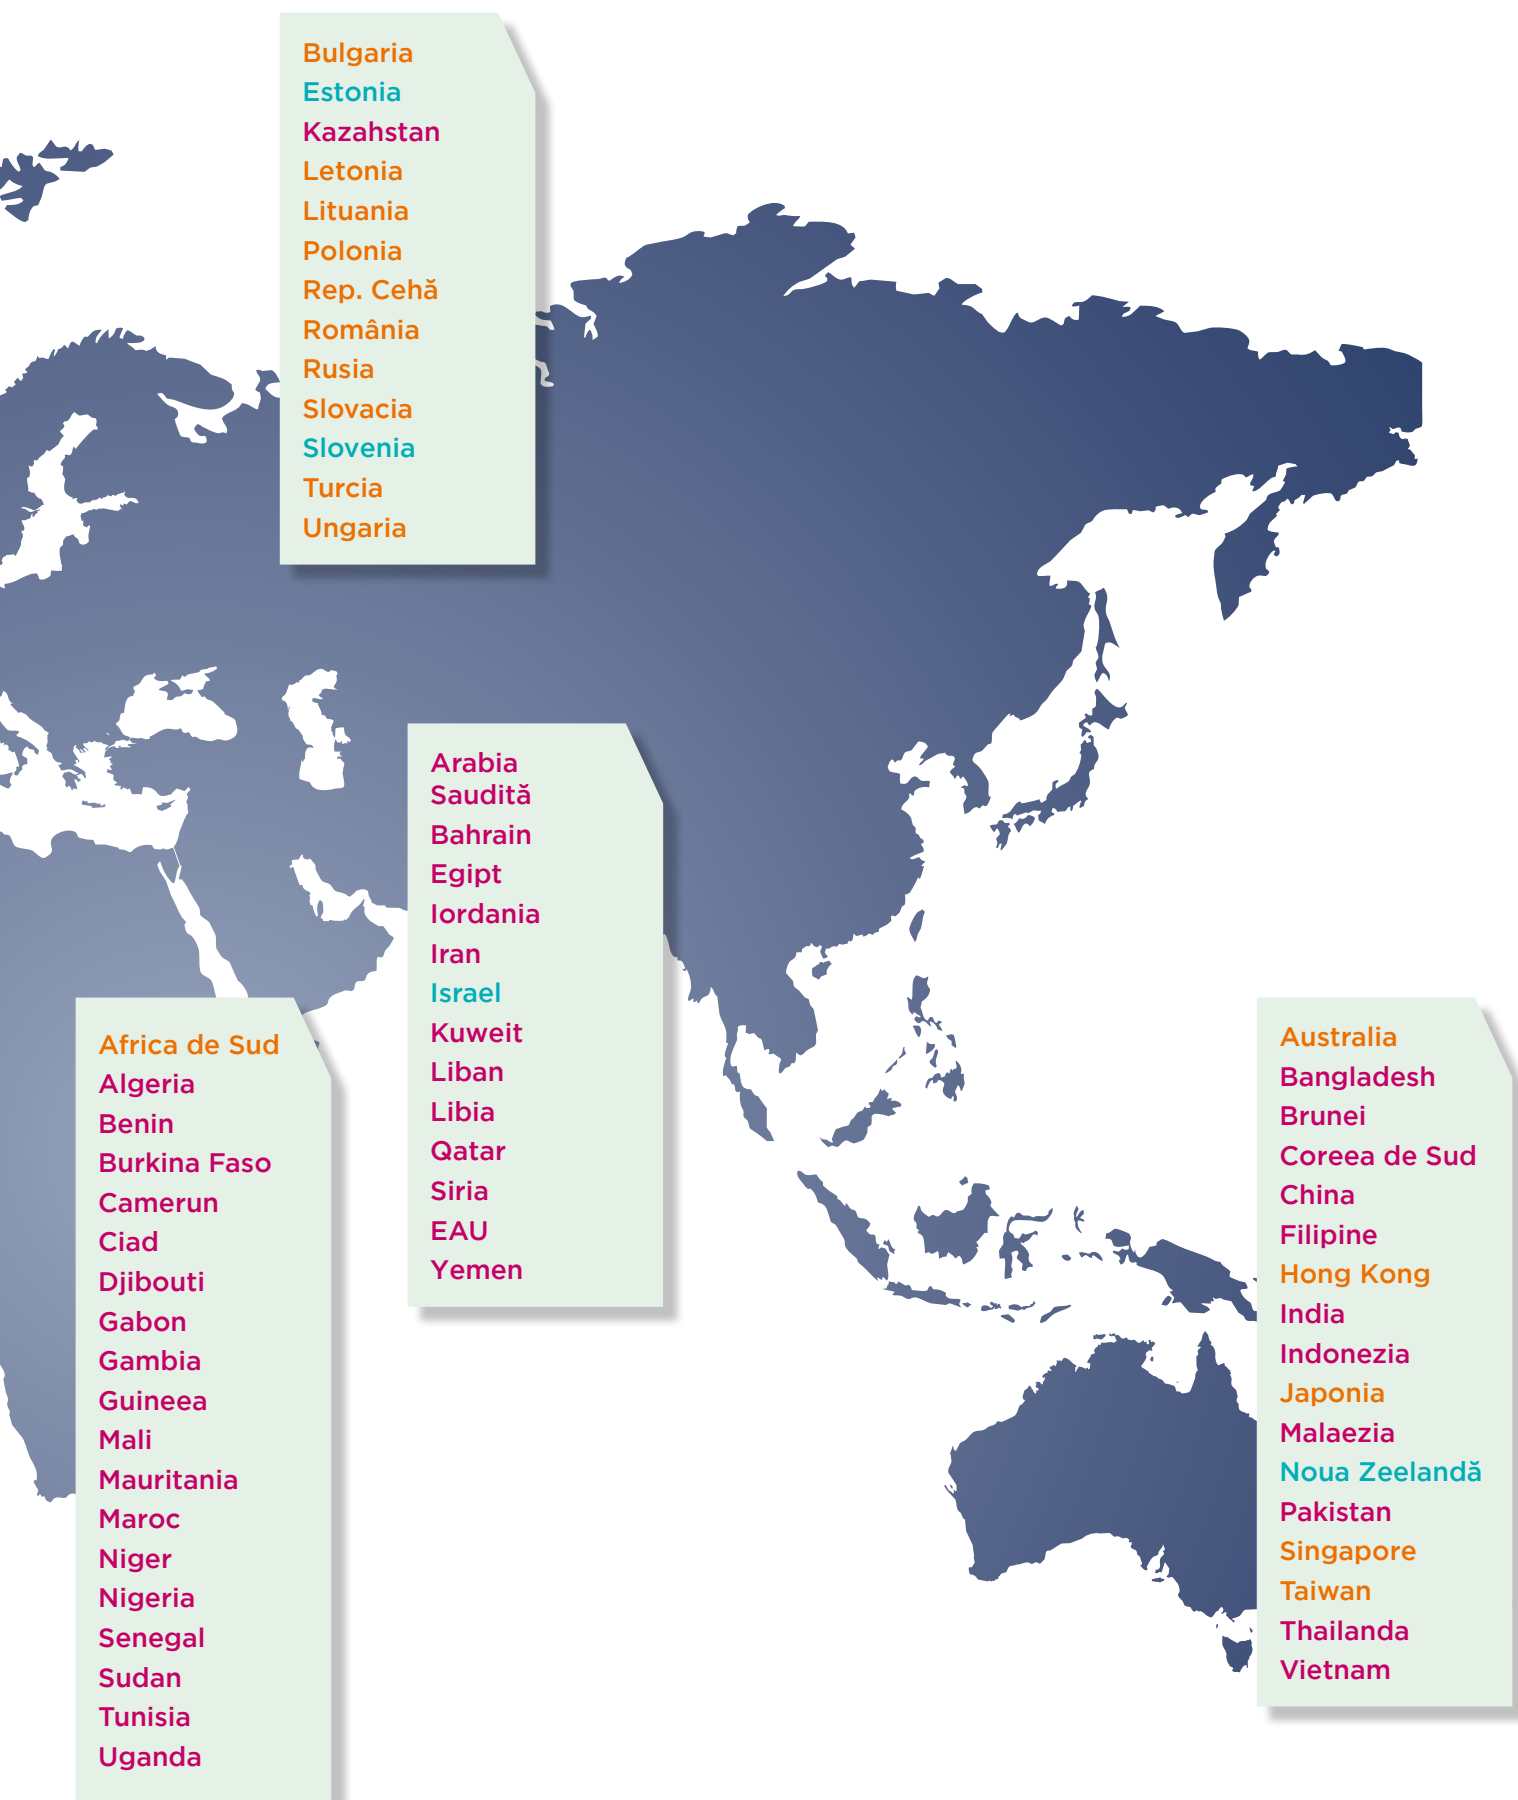 Bulgaria
Estonia
Kazahstan
Letonia
Lituania
Polonia
Rep. Cehă
România
Rusia
Slovacia
Slovenia
Turcia
Ungaria
Arabia
Saudită
Bahrain
Egipt
Iordania
Iran
Israel
Kuweit
Liban
Libia
Qatar
Siria
EAU
Yemen
Africa de Sud
Algeria
Benin
Burkina Faso
Camerun
Ciad
Djibouti
Gabon
Gambia
Guineea
Mali
Mauritania
Maroc
Niger
Nigeria
Senegal
Sudan
Tunisia
Uganda
Australia
Bangladesh
Brunei
Coreea de Sud
China
Filipine
Hong Kong
India
Indonezia
Japonia
Malaezia
Noua Zeelandă
Pakistan
Singapore
Taiwan
Thailanda
Vietnam